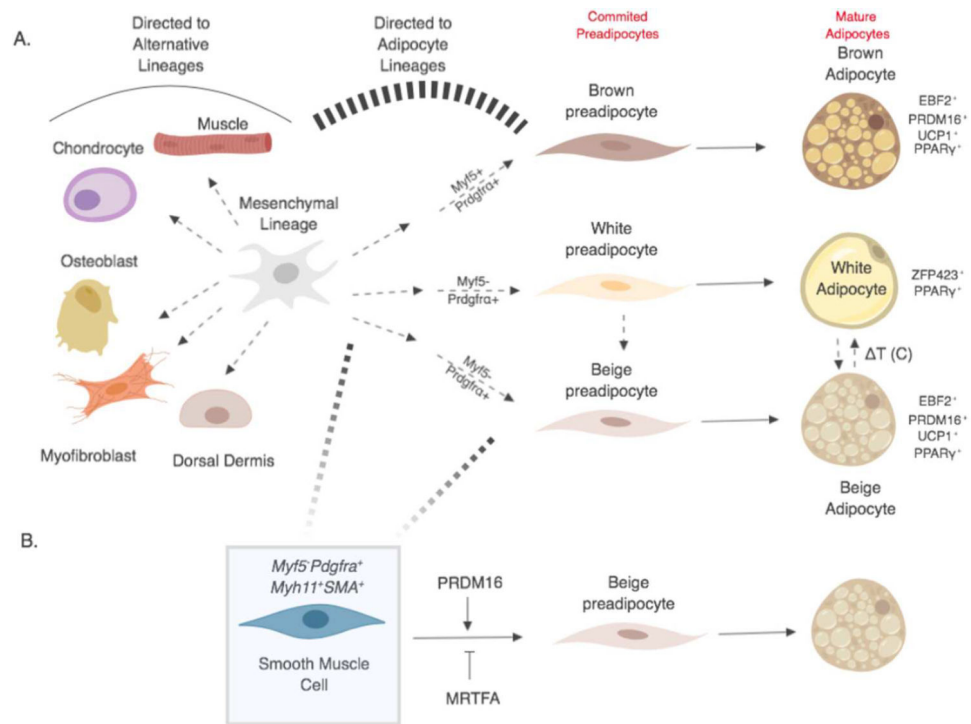 A.
Directed to
Alternative
Lineages
Directed to
Adipocyte
Lineages
Commited
Preadipocytes
Mature
Adipocytes
Muscle
Chondrocyte
Osteoblast
Myofibroblast
Dorsal Dermis
Mesenchymal
Lineage
Myf5+
Prdgfrα+
Brown
preadipocyte
Brown
Adipocyte
EBF2⁺
PRDM16⁺
UCP1⁺
PPARγ⁺
Myf5-
Prdgfrα+
White
preadipocyte
White
Adipocyte
ZFP423⁺
PPARγ⁺
ΔT (C)
Myf5-
Prdgfrα+
Beige
preadipocyte
EBF2⁺
PRDM16⁺
UCP1⁺
PPARγ⁺
Beige
Adipocyte
B.
Myf5⁻Pdgfra⁺
Myh11⁺SMA⁺
Smooth Muscle
Cell
PRDM16
MRTFA
Beige
preadipocyte